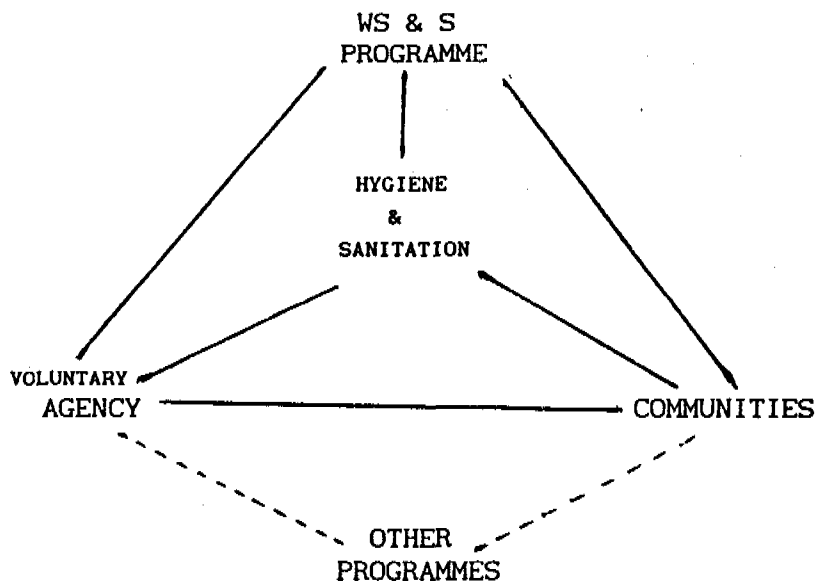 WS & S
PROGRAMME
HYGIENE
&
SANITATION
VOLUNTARY
AGENCY
COMMUNITIES
OTHER
PROGRAMMES